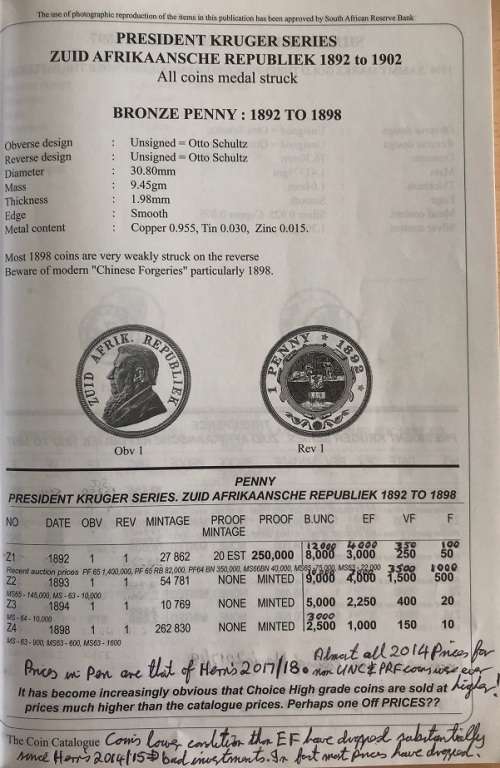 The use of photographic reproduction of the items in this publication has been approved by South African Reserve Bank
PRESIDENT KRUGER SERIES
ZUID AFRIKAANSCHE REPUBLIEK 1892 to 1902
All coins medal struck
BRONZE PENNY : 1892 TO 1898
Obverse design : Unsigned = Otto Schultz
Reverse design : Unsigned = Otto Schultz
Diameter : 30.80mm
Mass : 9.45gm
Thickness : 1.98mm
Edge : Smooth
Metal content : Copper 0.955, Tin 0.030, Zinc 0.015.
Most 1898 coins are very weakly struck on the reverse
Beware of modern "Chinese Forgeries" particularly 1898.
ZUID AFRIK. REPUBLIEK
1 PENNY 1892
Obv 1 Rev 1
PENNY
PRESIDENT KRUGER SERIES. ZUID AFRIKAANSCHE REPUBLIEK 1892 TO 1898
NO DATE OBV REV MINTAGE PROOF MINTAGE PROOF B.UNC EF VF F
12000 4000 350 100
Z1 1892 1 1 27 862 20 EST 250,000 8,000 3,000 250 50
Recent auction prices PF 65 1,400,000, PF 65 RB 82,000, PF64 BN 350,000, MS66BN 40,000, MS65 -75,000, MS63 - 22,000
3500 1000
Z2 1893 1 1 54 781 NONE MINTED 9,000 4,000 1,500 500
MS65 - 145,000, MS - 63 - 10,000
Z3 1894 1 1 10 769 NONE MINTED 5,000 2,250 400 20
MS - 64 - 10,000
3000
Z4 1898 1 1 262 830 NONE MINTED 2,500 1,000 150 10
MS - 63 - 900, MS65 - 600, MS63 - 1600
Almost all 2014 Prices for
Prices in Pen are that of Hern's 2017/18. non UNC & PRF coins were ever higher!
It has become increasingly obvious that Choice High grade coins are sold at
prices much higher than the catalogue prices. Perhaps one Off PRICES??
The Coin Catalogue Coins lower condition than EF have dropped substantially
since Hern's 2014/15 bad investments. In fact most prices have dropped.